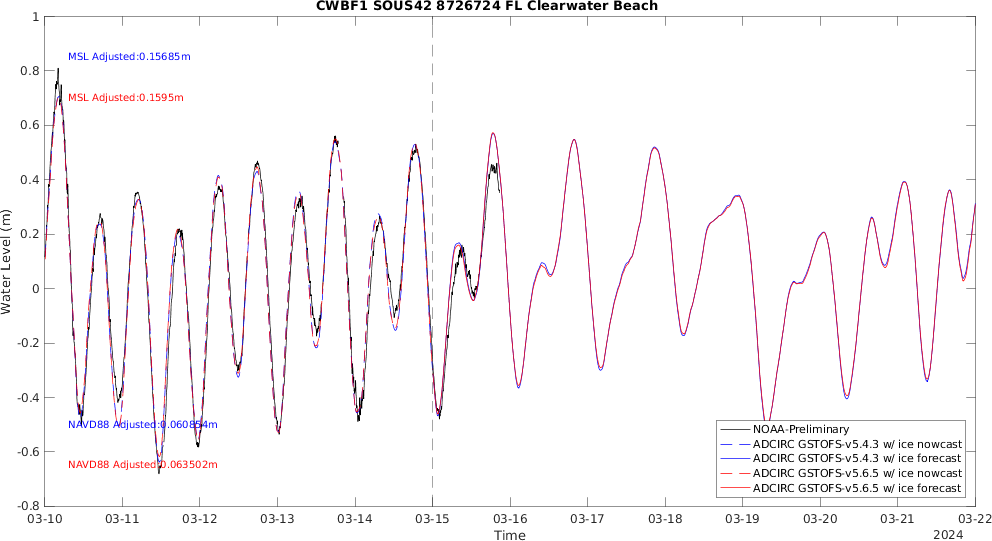 CWBF1 SOUS42 8726724 FL Clearwater Beach
1
0.8
0.6
0.4
0.2
0
-0.2
-0.4
-0.6
-0.8
Water Level (m)
MSL Adjusted:0.15685m
MSL Adjusted:0.1595m
NAVD88 Adjusted:0.060854m
NAVD88 Adjusted:0.063502m
NOAA-Preliminary
ADCIRC GSTOFS-v5.4.3 w/ ice nowcast
ADCIRC GSTOFS-v5.4.3 w/ ice forecast
ADCIRC GSTOFS-v5.6.5 w/ ice nowcast
ADCIRC GSTOFS-v5.6.5 w/ ice forecast
03-10 03-11 03-12 03-13 03-14 03-15 03-16 03-17 03-18 03-19 03-20 03-21 03-22
Time
2024